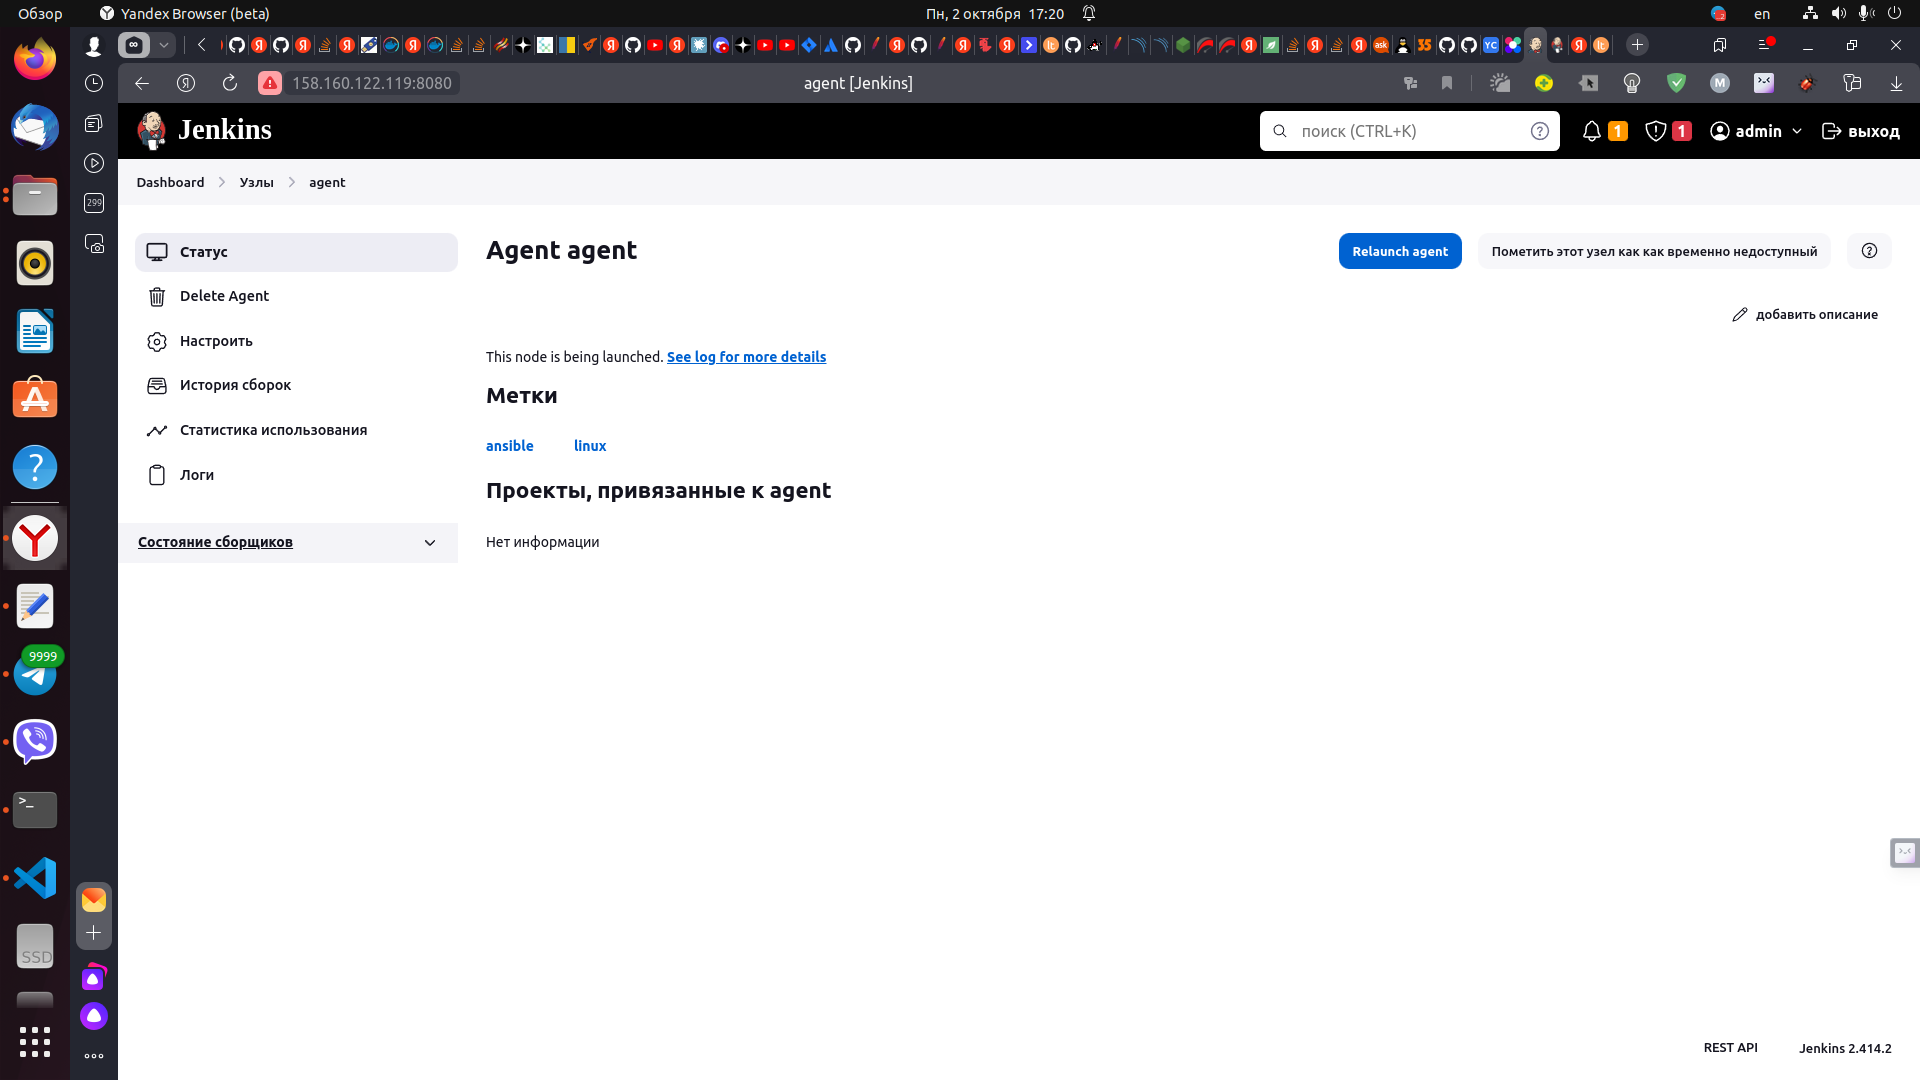 Обзор
Yandex Browser (beta)
Пн, 2 октября 17:20
en
158.160.122.119:8080
agent [Jenkins]
Jenkins
поиск (CTRL+K)
1
1
admin
выход
Dashboard
Узлы
agent
299
Статус
Delete Agent
Настроить
История сборок
Статистика использования
Логи
Состояние сборщиков
Agent agent
Relaunch agent
Пометить этот узел как как временно недоступный
добавить описание
This node is being launched. See log for more details
Метки
ansible
linux
Проекты, привязанные к agent
Нет информации
9999
SSD
REST API
Jenkins 2.414.2